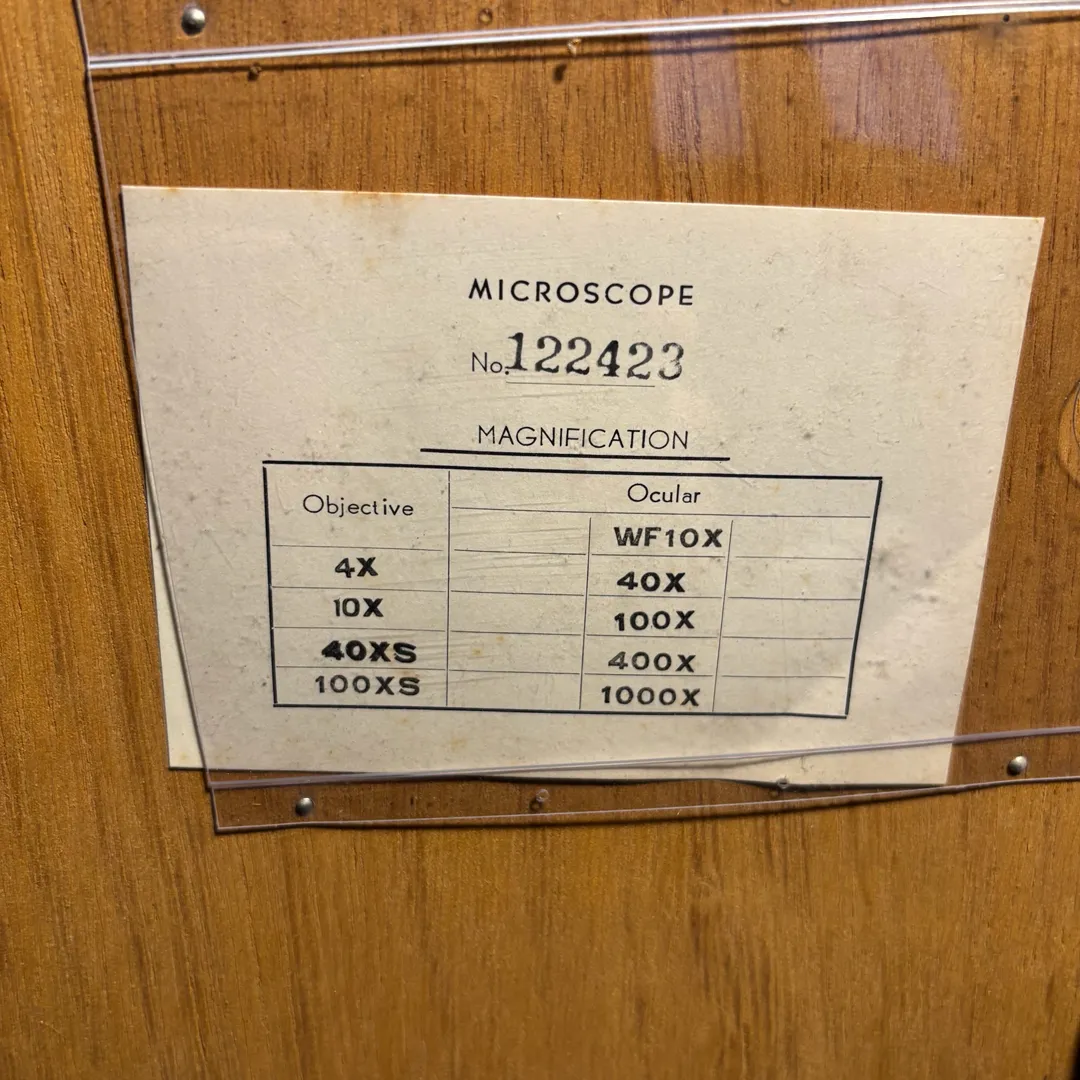 MICROSCOPE
No. 122423
MAGNIFICATION
Objective Ocular
WF10X
4X 40X
10X 100X
40XS 400X
100XS 1000X